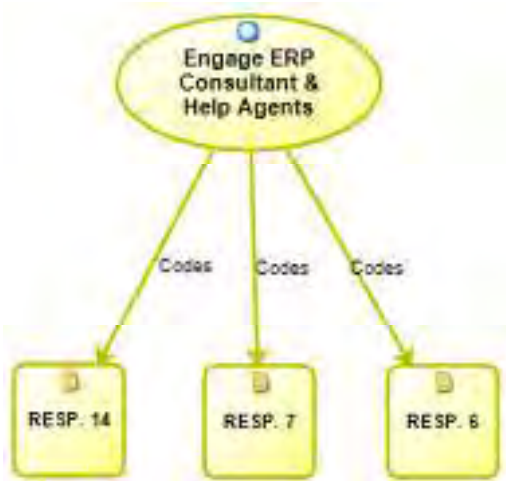 Engage ERP
Consultant &
Help Agents
Codes Codes Codes
RESP. 14 RESP. 7 RESP. 6